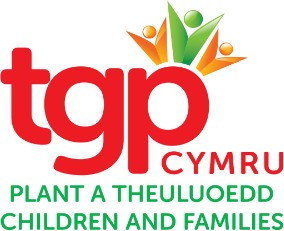 tgp
CYMRU
PLANT A THEULUOEDD
CHILDREN AND FAMILIES